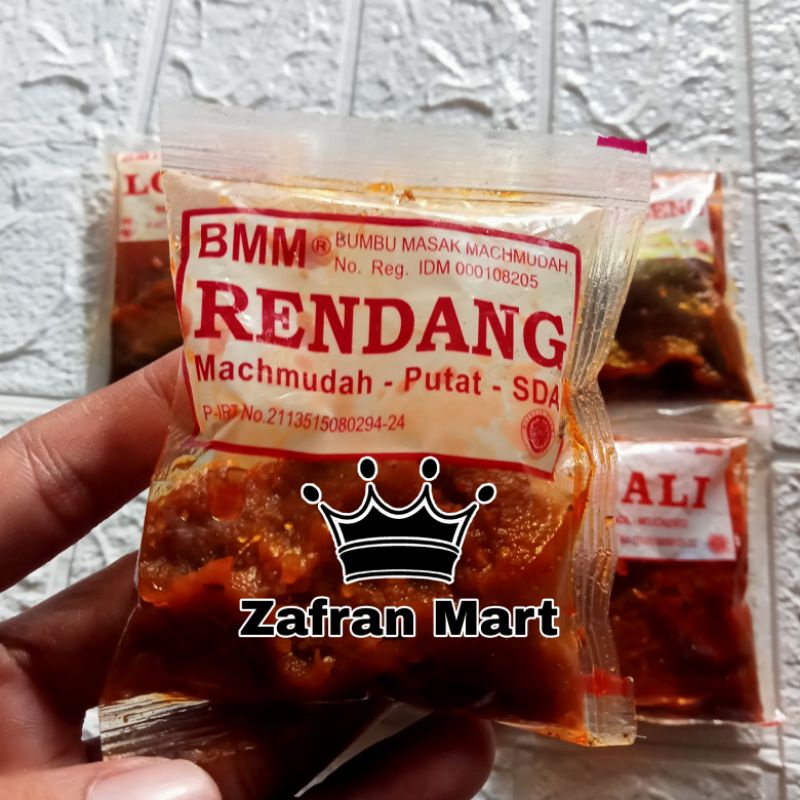 BMM® BUMBU MASAK MACHMUDAH.
No. Reg. IDM 000108205
RENDANG
Machmudah - Putat - SDA
P-IRT No.2113515080294-24
Zafran Mart
ALI